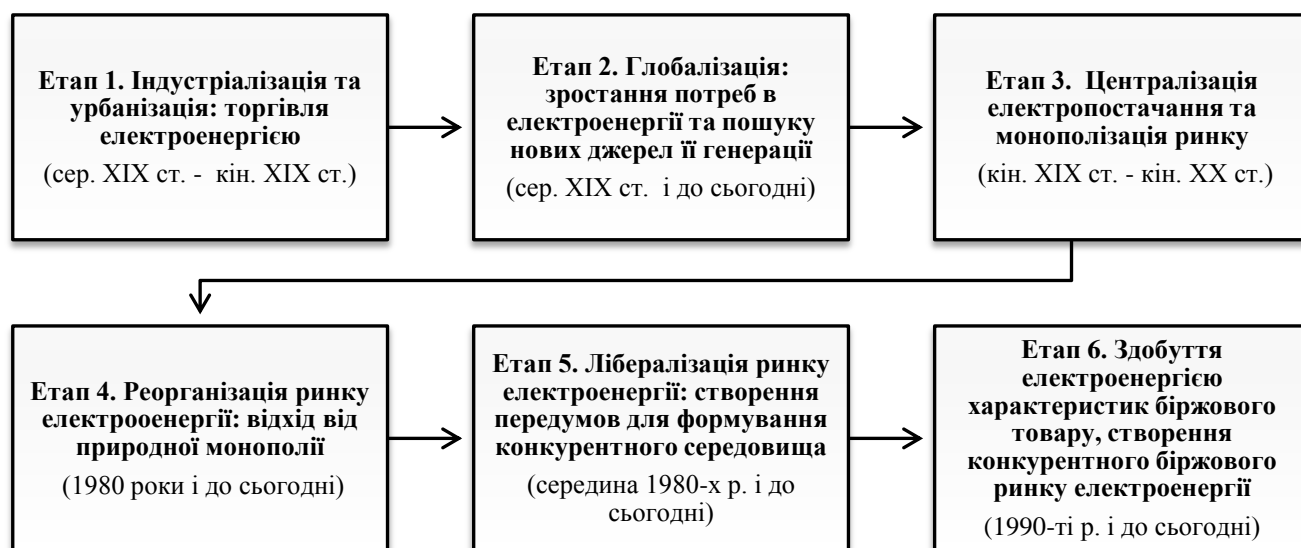 Етап 1. Індустріалізація та
урбанізація: торгівля
електроенергією
(сер. XIX ст. - кін. XIX ст.)
Етап 2. Глобалізація:
зростання потреб в
електроенергії та пошуку
нових джерел її генерації
(сер. XIX ст. і до сьогодні)
Етап 3. Централізація
електропостачання та
монополізація ринку
(кін. XIX ст. - кін. XX ст.)
Етап 4. Реорганізація ринку
електрооенергії: відхід від
природної монополії
(1980 роки і до сьогодні)
Етап 5. Лібералізація ринку
електроенергії: створення
передумов для формування
конкурентного середовища
(середина 1980-х р. і до
сьогодні)
Етап 6. Здобуття
електроенергією
характеристик біржового
товару, створення
конкурентного біржового
ринку електроенергії
(1990-ті р. і до сьогодні)